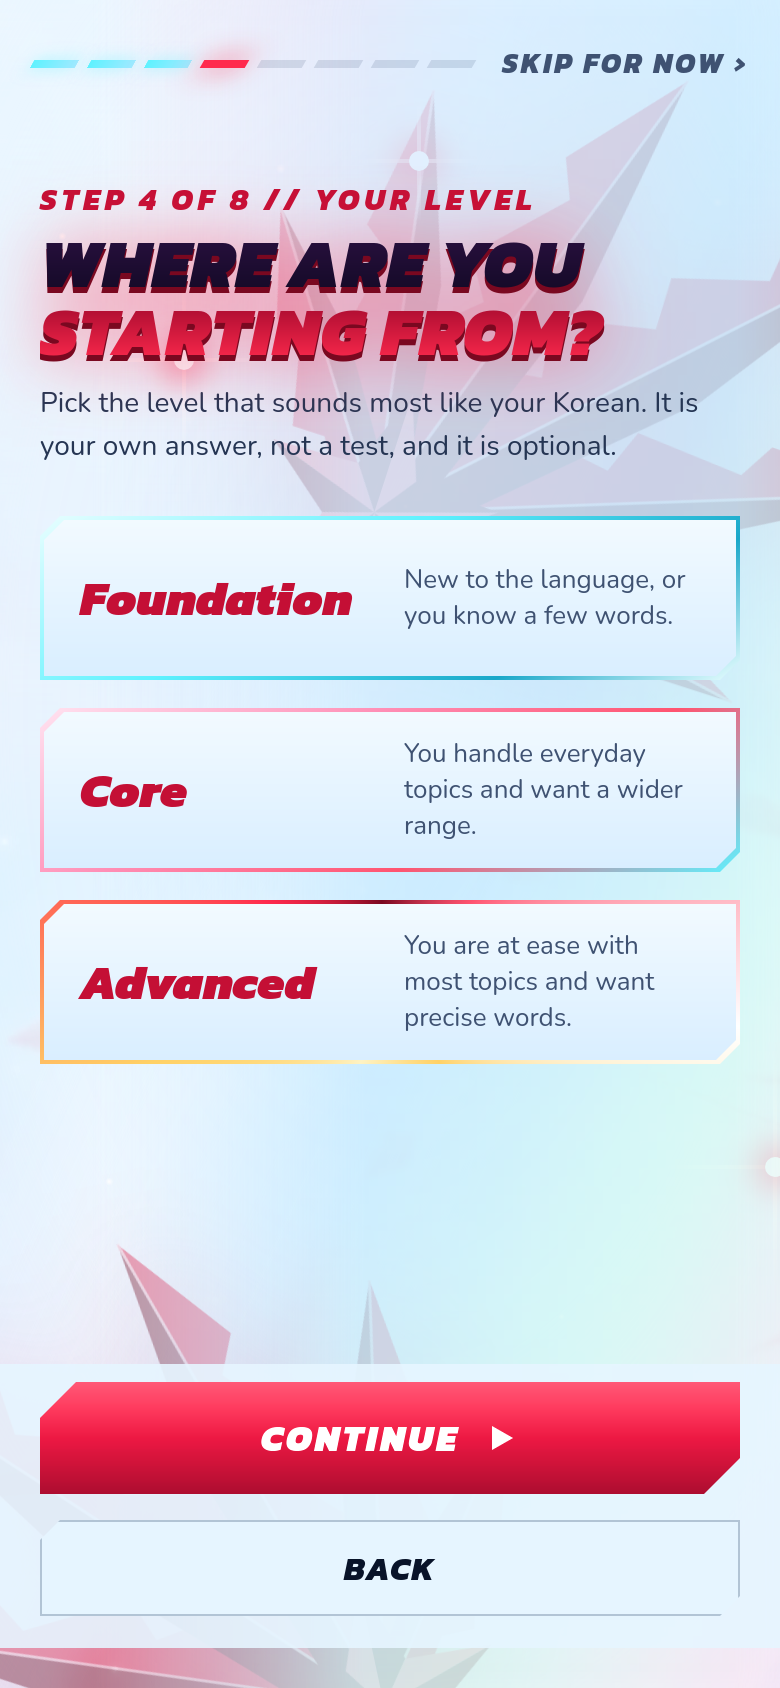 SKIP FOR NOW >
STEP 4 OF 8 // YOUR LEVEL
WHERE ARE YOU
STARTING FROM?
Pick the level that sounds most like your Korean. It is
your own answer, not a test, and it is optional.
Foundation
New to the language, or
you know a few words.
Core
You handle everyday
topics and want a wider
range.
Advanced
You are at ease with
most topics and want
precise words.
CONTINUE
BACK